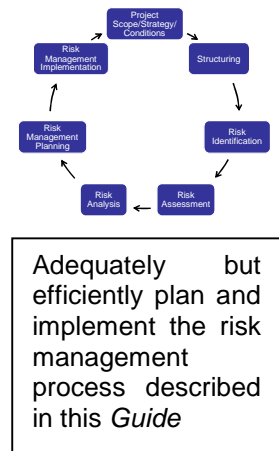 Project
Scope/Strategy/
Conditions
Structuring
Risk
Identification
Risk
Assessment
Risk
Analysis
Risk
Management
Planning
Risk
Management
Implementation
Adequately but
efficiently plan and
implement the risk
management
process described
in this Guide